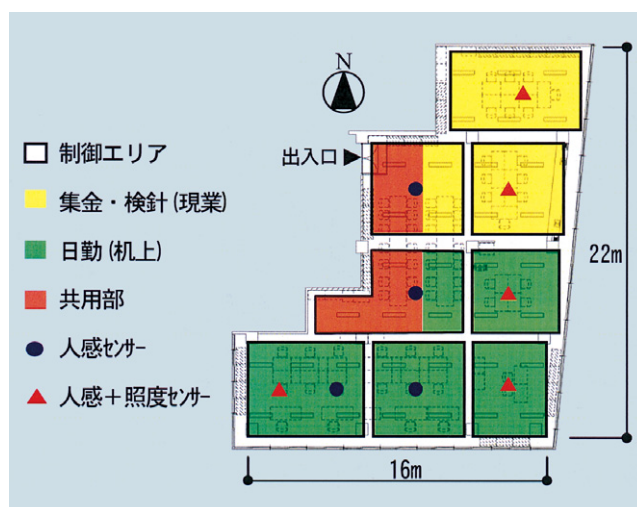 N
制御エリア
出入口
集金・検針(現業)
日勤(机上)
22m
共用部
人感センサー
人感+照度センサー
16m